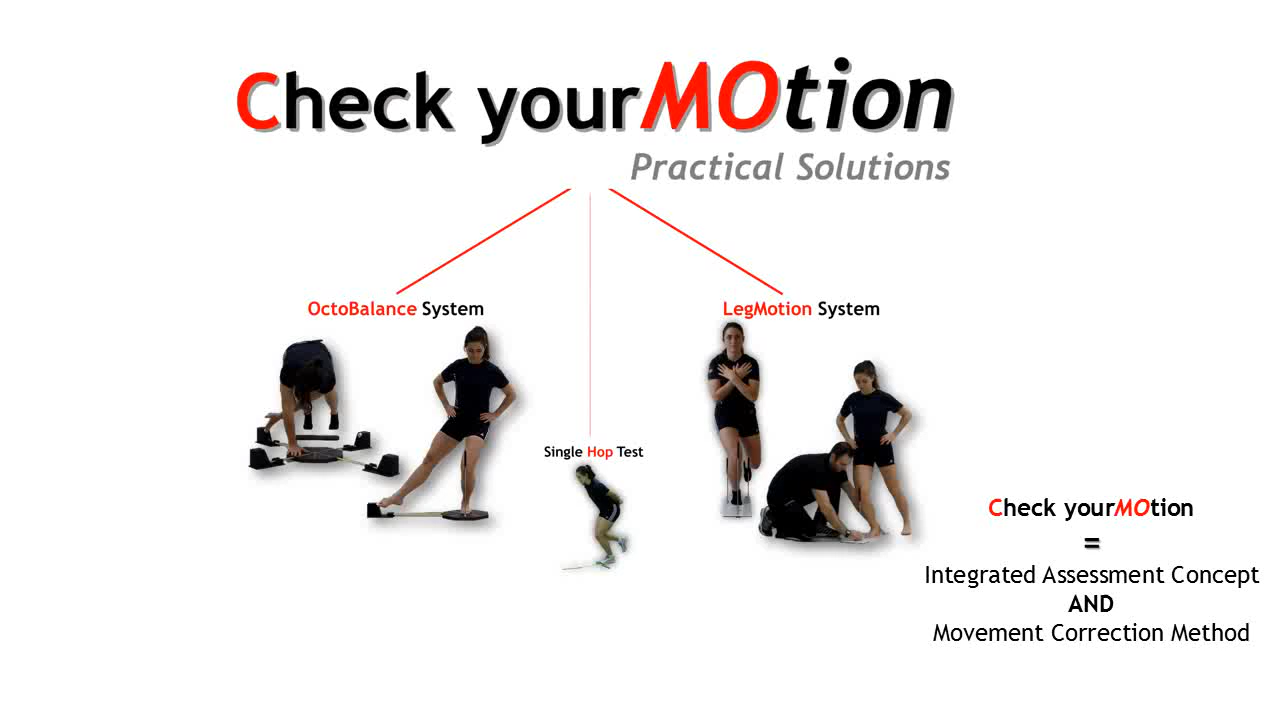 Check yourMOtion
Practical Solutions
OctoBalance System
LegMotion System
Single Hop Test
Check yourMOtion
=
Integrated Assessment Concept
AND
Movement Correction Method